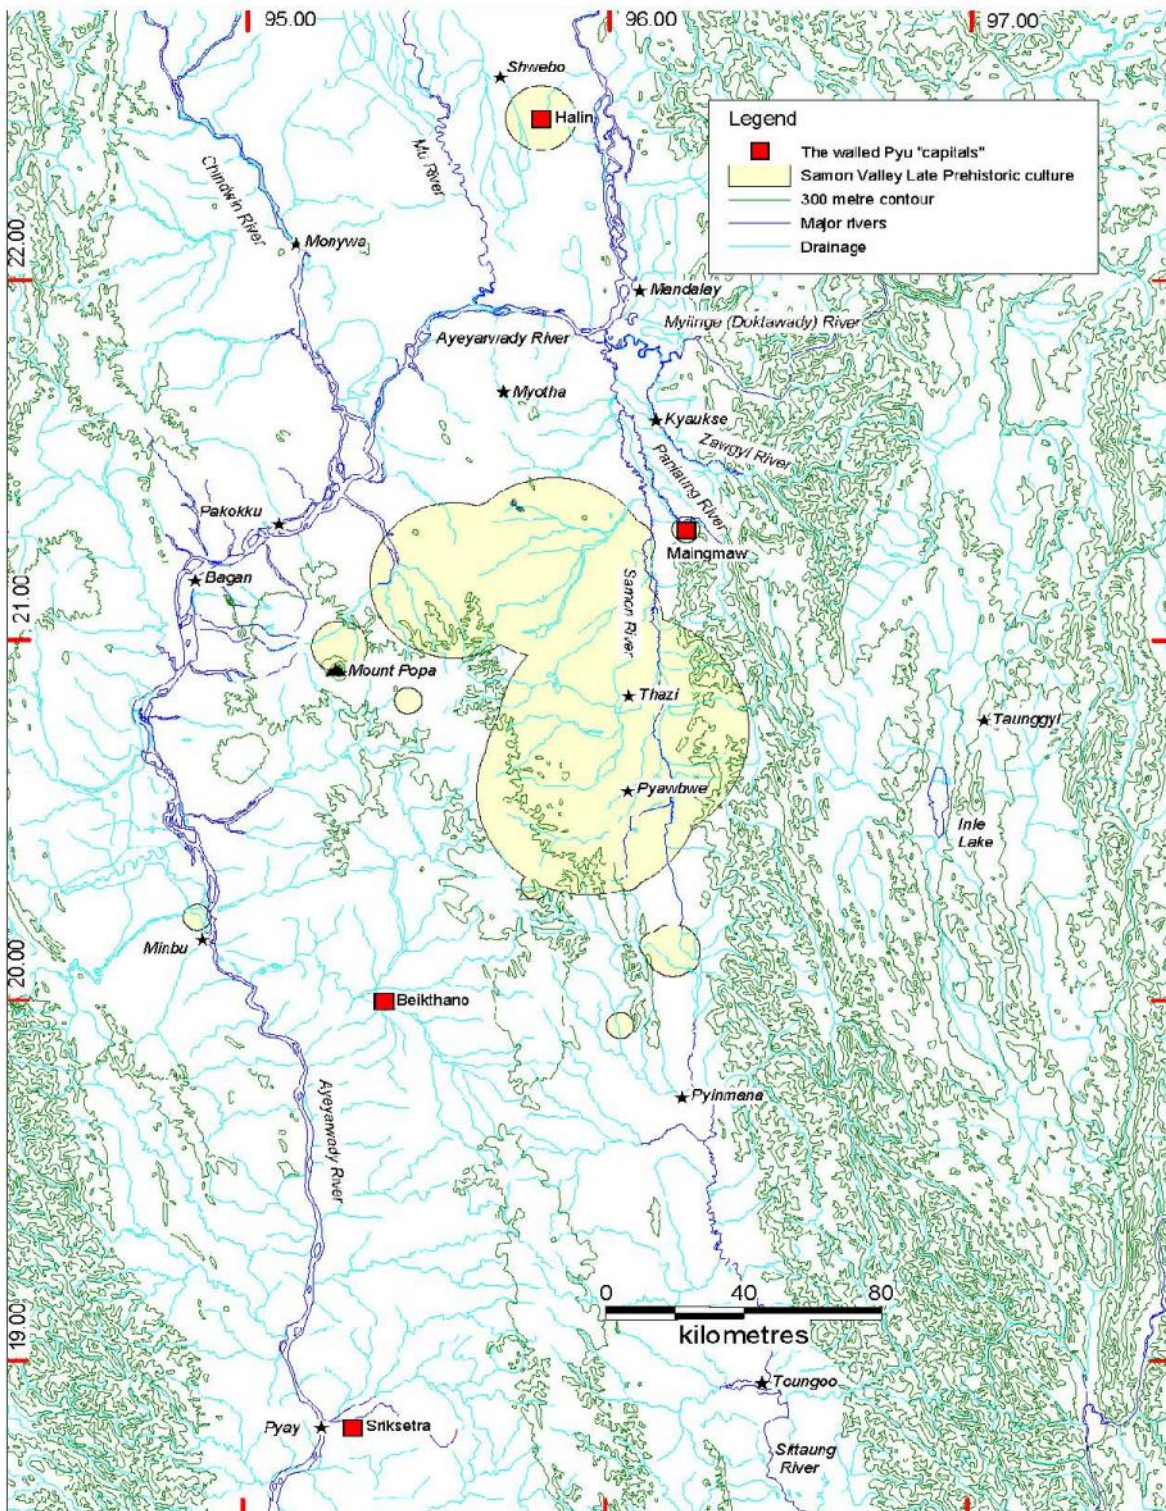 95.00
96.00
97.00
Shwebo
Halin
Legend
The walled Pyu "capitals"
Samon Valley Late Prehistoric culture
300 metre contour
Major rivers
Drainage
Mu River
Chindwin River
Monywa
22.00
Mandalay
Myiinge (Doktawady) River
Ayeyarwady River
Myotha
Kyaukse
Zawgyi River
Panlaung River
Pakokku
Maingmaw
Bagan
21.00
Samon River
Mount Popa
Thazi
Taunggyi
Pyawbwe
Inle
Lake
Minbu
20.00
Beikthano
Pyinmana
Ayeyarwady River
0 40 80
kilometres
19.00
Toungoo
Pyay
Sriksetra
Sittaung
River